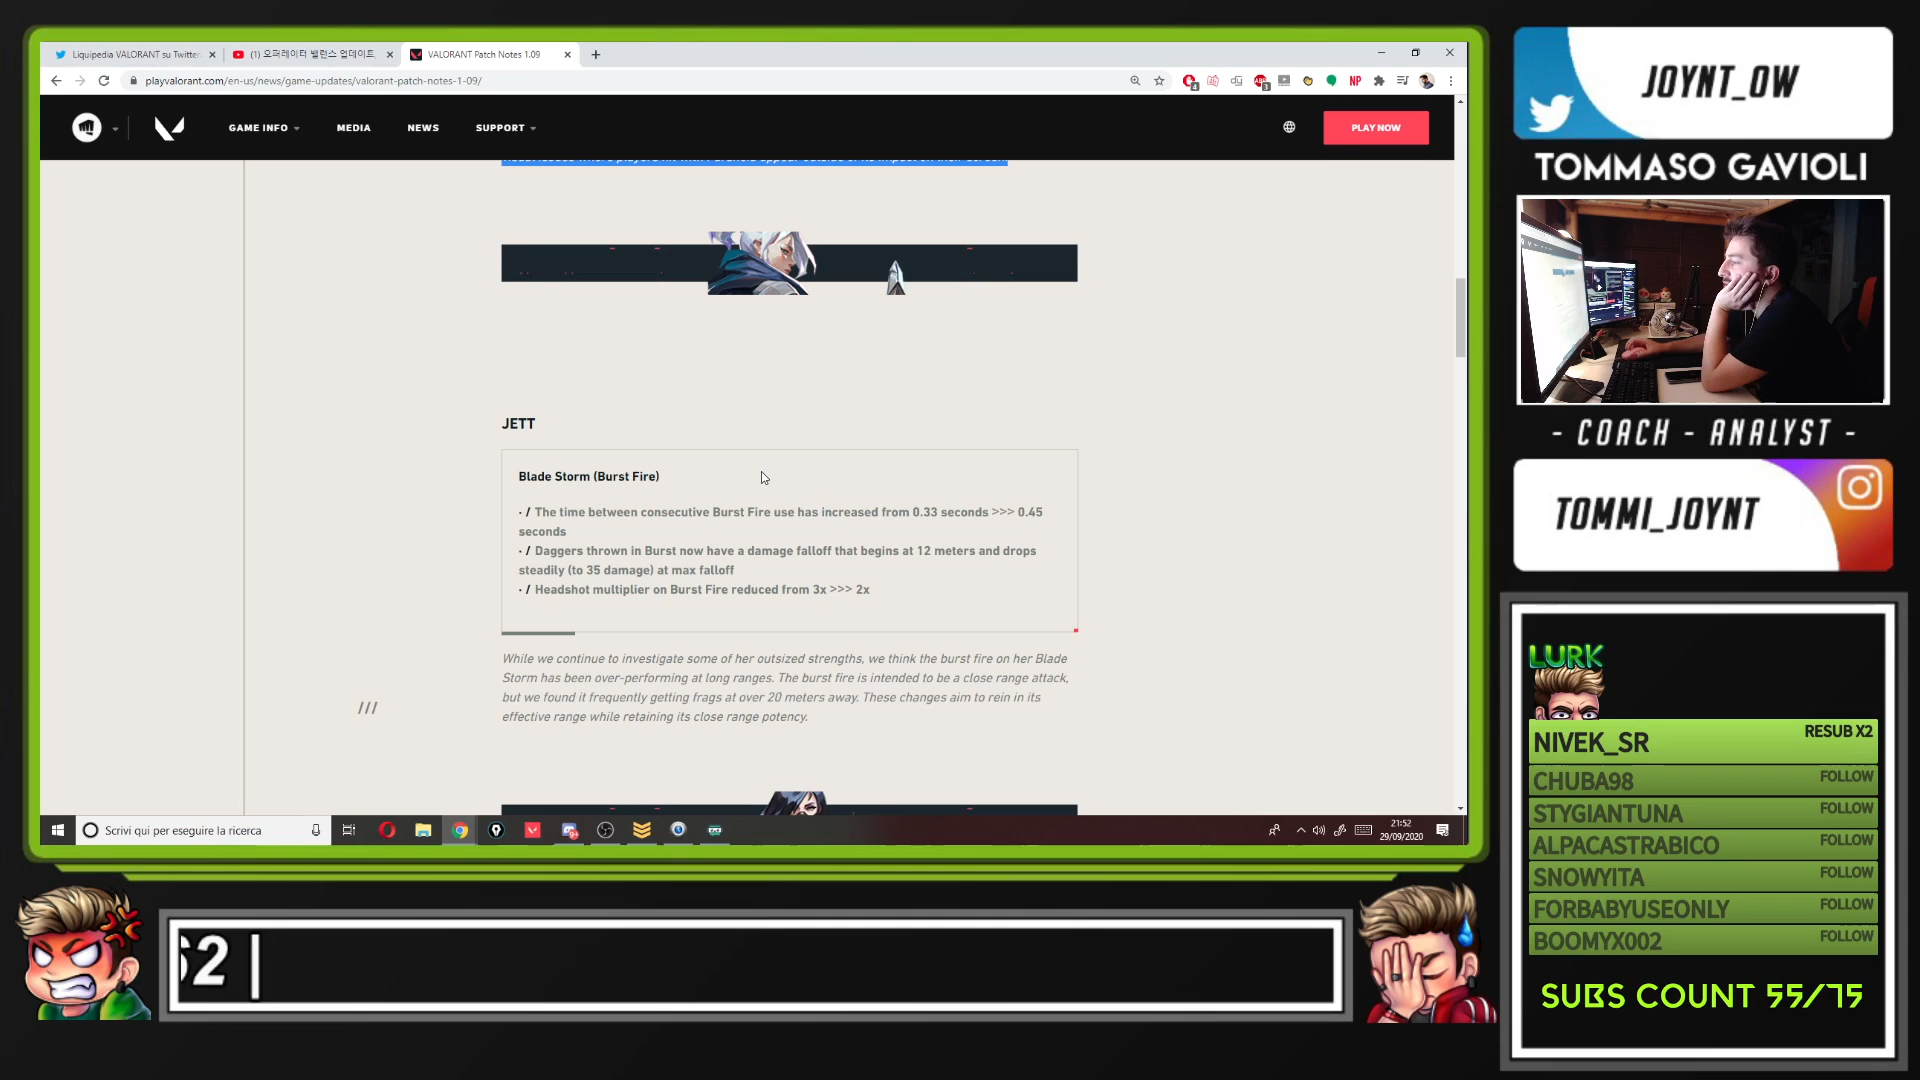 Liquipedia VALORANT su Twitter
(1) 오퍼레이터 밸런스 업데이트
VALORANT Patch Notes 1.09
playvalorant.com/en-us/news/game-updates/valorant-patch-notes-1-09/
GAME INFO
MEDIA
NEWS
SUPPORT
PLAY NOW
JETT
Blade Storm (Burst Fire)
· / The time between consecutive Burst Fire use has increased from 0.33 seconds >>> 0.45
seconds
· / Daggers thrown in Burst now have a damage falloff that begins at 12 meters and drops
steadily (to 35 damage) at max falloff
· / Headshot multiplier on Burst Fire reduced from 3x >>> 2x
While we continue to investigate some of her outsized strengths, we think the burst fire on her Blade
Storm has been over-performing at long ranges. The burst fire is intended to be a close range attack,
but we found it frequently getting frags at over 20 meters away. These changes aim to rein in its
effective range while retaining its close range potency.
///
Scrivi qui per eseguire la ricerca
21:52
29/09/2020
JOYNT_OW
TOMMASO GAVIOLI
- COACH - ANALYST -
TOMMI_JOYNT
LURK
NIVEK_SR RESUB X2
CHUBA98 FOLLOW
STYGIANTUNA FOLLOW
ALPACASTRABICO FOLLOW
SNOWYITA FOLLOW
FORBABYUSEONLY FOLLOW
BOOMYX002 FOLLOW
SUBS COUNT 55/75
2 |